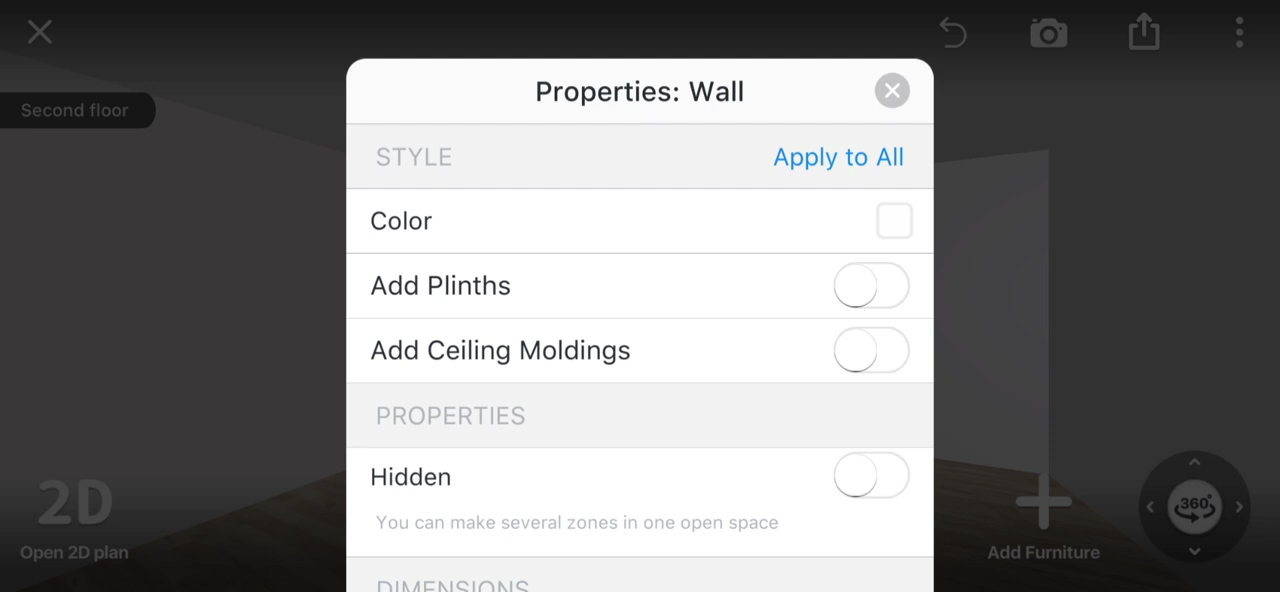 Second floor
Properties: Wall
STYLE
Apply to All
Color
Add Plinths
Add Ceiling Moldings
PROPERTIES
Hidden
You can make several zones in one open space
DIMENSIONS
2D
Open 2D plan
Add Furniture
360°